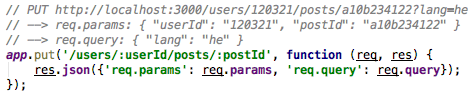 // PUT http://localhost:3000/users/120321/posts/a10b234122?lang=he
// --> req.params: { "userId": "120321", "postId": "a10b234122" }
// --> req.query: { "lang": "he" }
app.put('/users/:userId/posts/:postId', function (req, res) {
    res.json({'req.params': req.params, 'req.query': req.query});
});